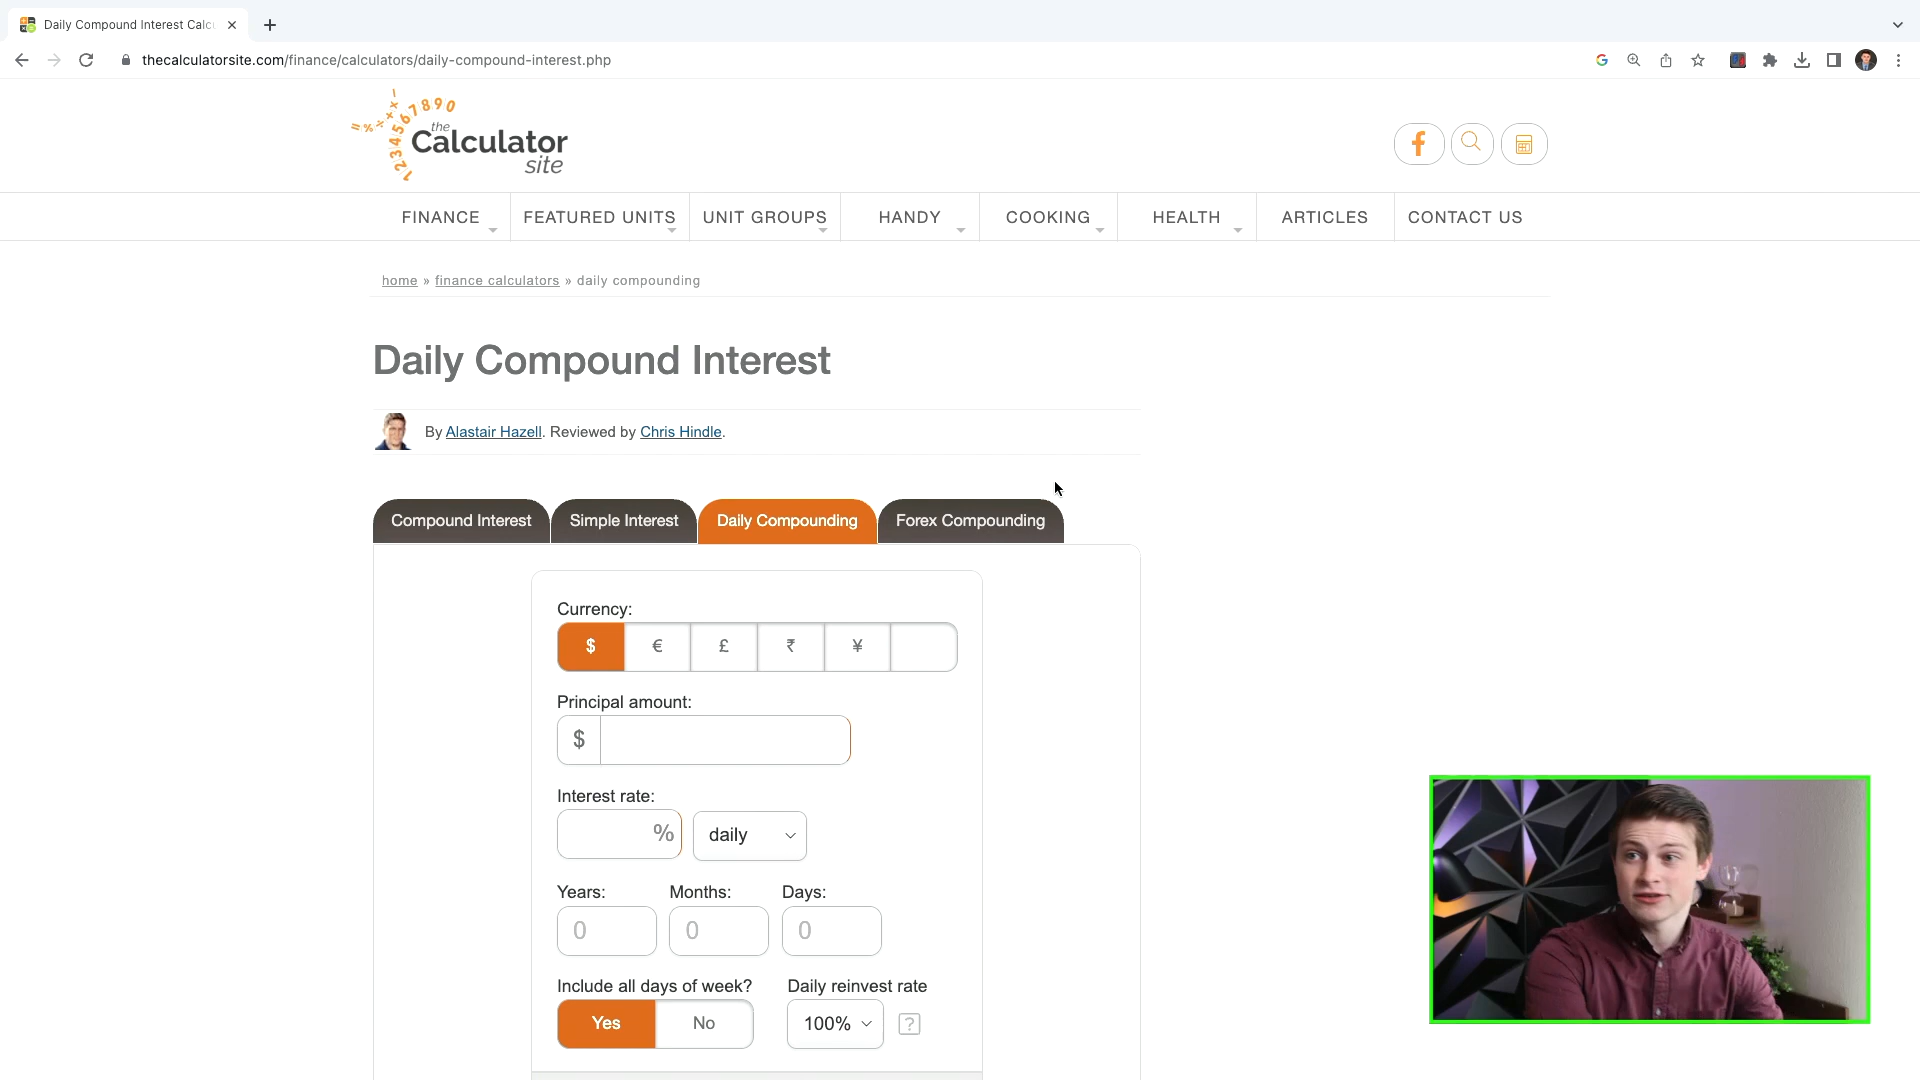 Daily Compound Interest Calc
thecalculatorsite.com/finance/calculators/daily-compound-interest.php
= % ÷ × + −
1234567890
the
Calculator
site
FINANCE FEATURED UNITS UNIT GROUPS HANDY COOKING HEALTH ARTICLES CONTACT US
home » finance calculators » daily compounding
Daily Compound Interest
By Alastair Hazell. Reviewed by Chris Hindle.
Compound Interest Simple Interest Daily Compounding Forex Compounding
Currency:
$ € £ ₹ ¥
Principal amount:
$
Interest rate:
% daily
Years: Months: Days:
0 0 0
Include all days of week? Daily reinvest rate
Yes No 100% ?